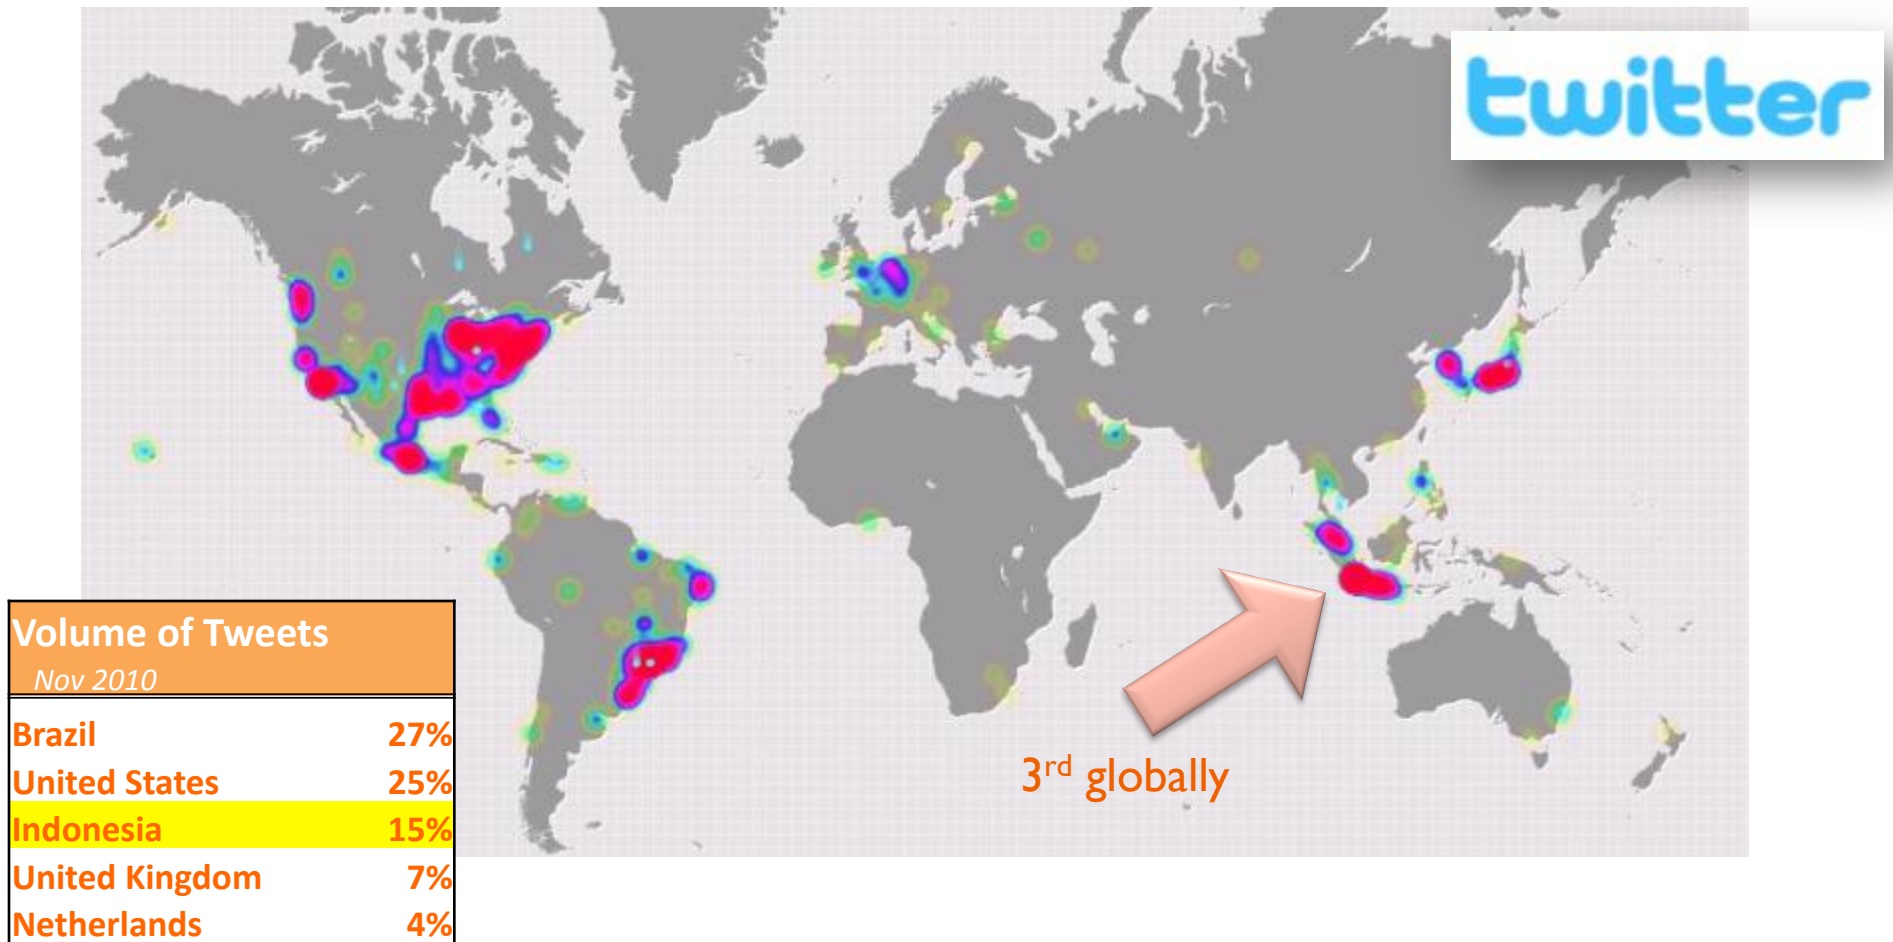 twitter
Volume of Tweets
Nov 2010
Brazil 27%
United States 25%
Indonesia 15%
United Kingdom 7%
Netherlands 4%
3rd globally